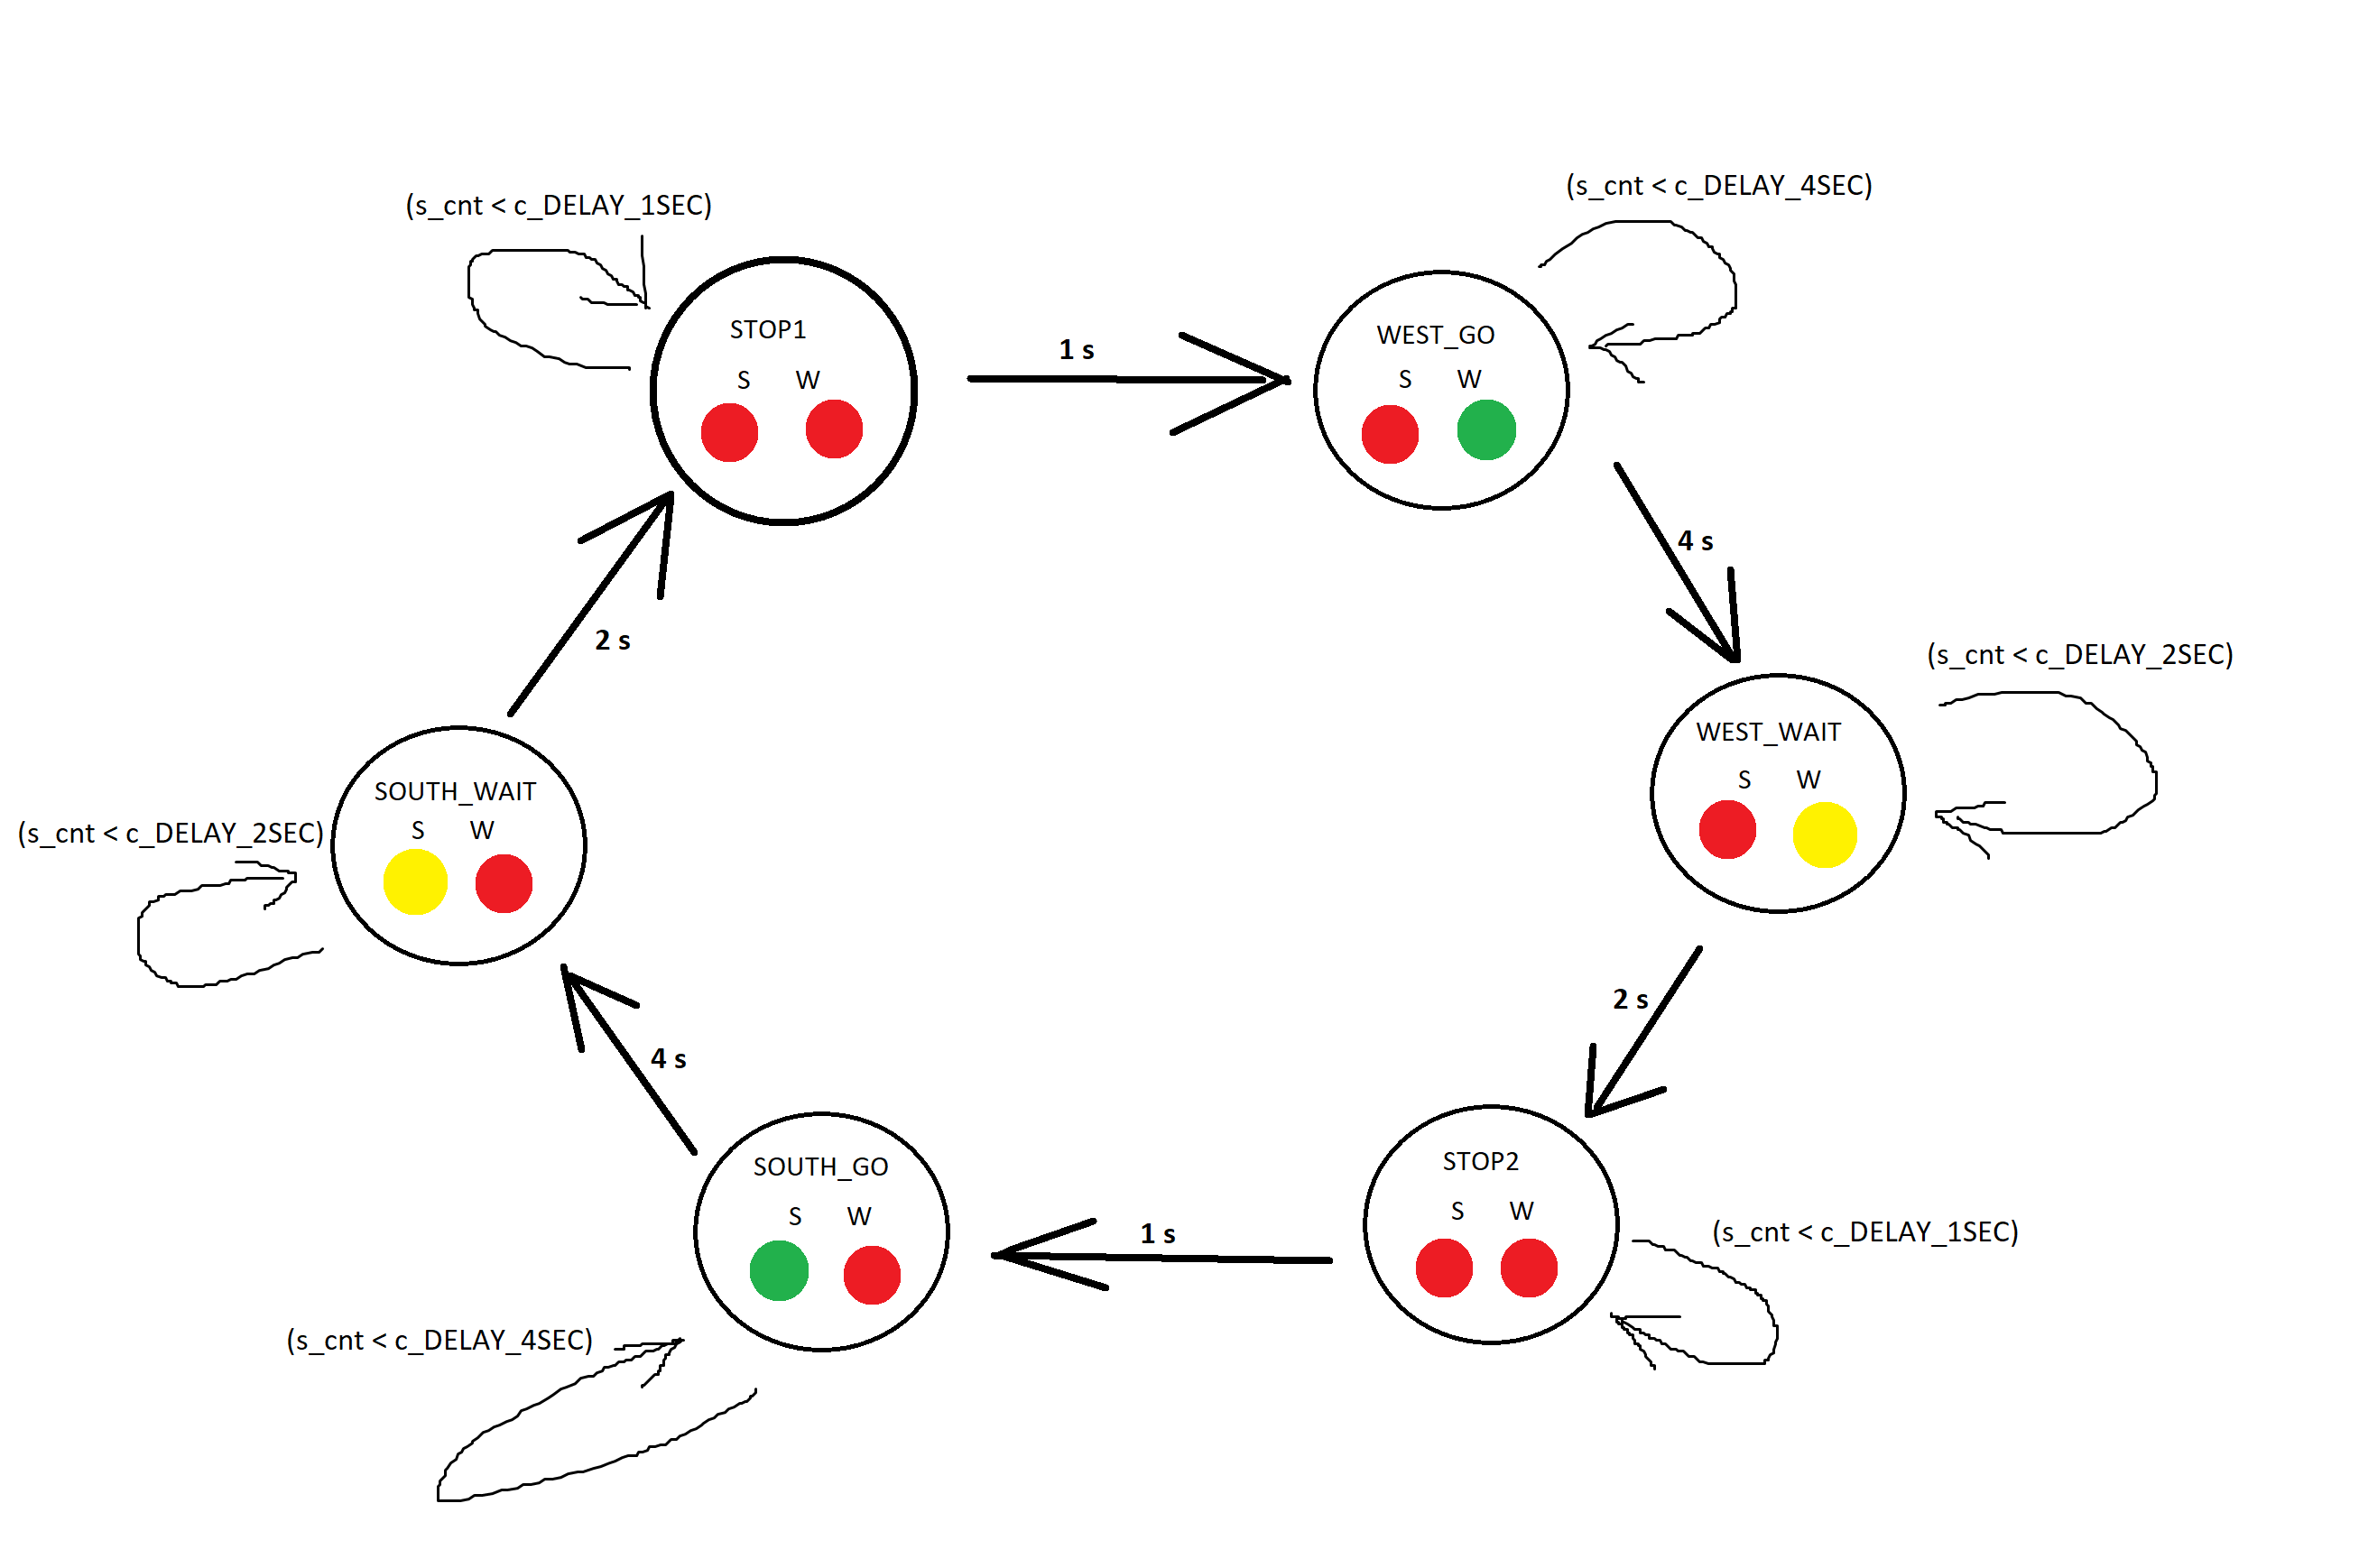 (s_cnt < c_DELAY_1SEC)
STOP1
S W
1 s
(s_cnt < c_DELAY_4SEC)
WEST_GO
S W
4 s
(s_cnt < c_DELAY_2SEC)
WEST_WAIT
S W
2 s
(s_cnt < c_DELAY_1SEC)
STOP2
S W
1 s
SOUTH_GO
S W
(s_cnt < c_DELAY_4SEC)
4 s
SOUTH_WAIT
S W
(s_cnt < c_DELAY_2SEC)
2 s